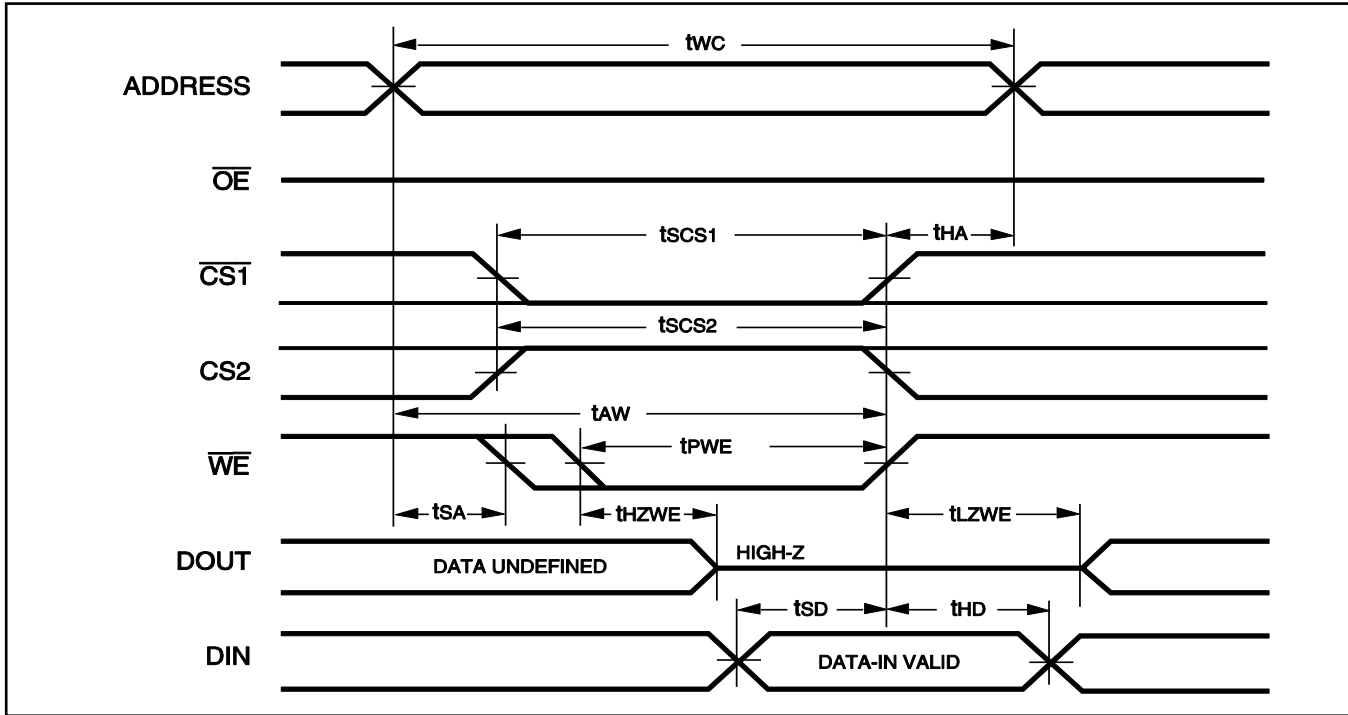 tWC
ADDRESS
OE
tSCS1
tHA
CS1
tSCS2
CS2
tAW
tPWE
WE
tSA
tHZWE
tLZWE
DOUT
DATA UNDEFINED
HIGH-Z
tSD
tHD
DIN
DATA-IN VALID